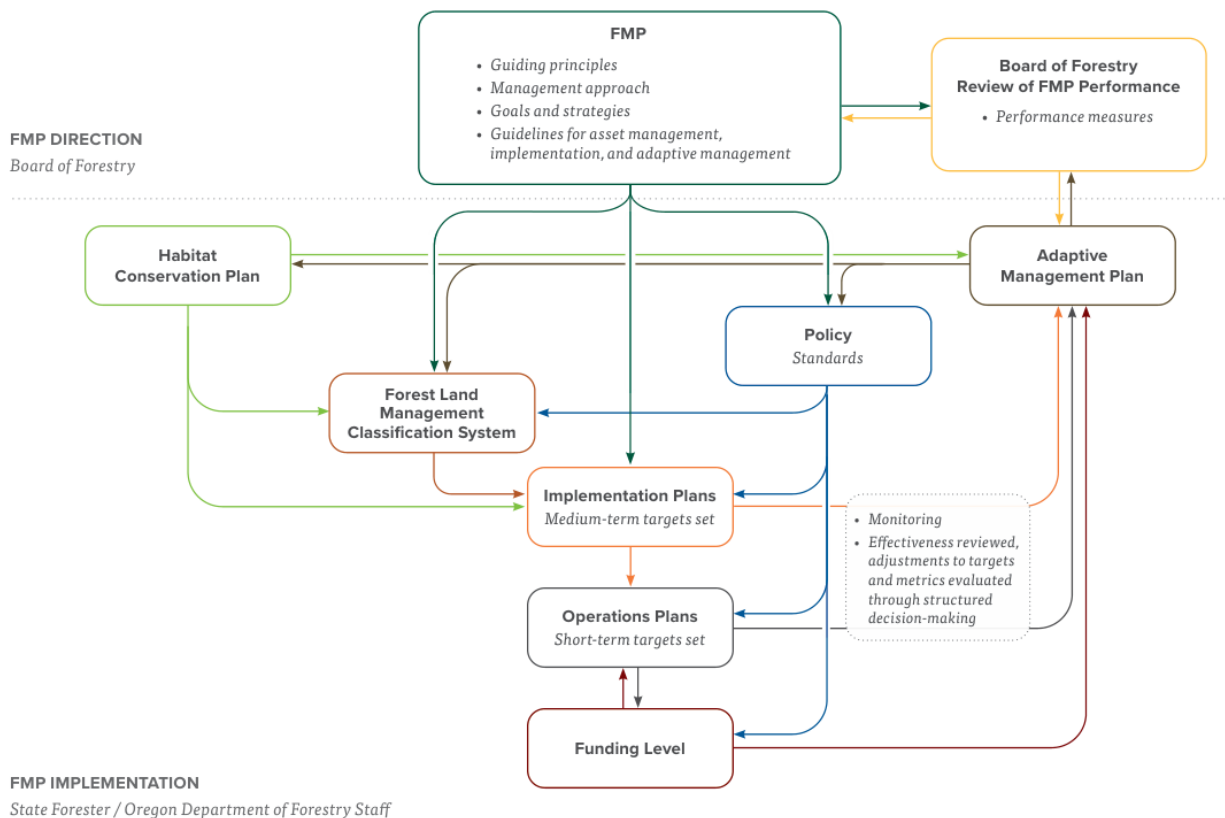 FMP
• Guiding principles
• Management approach
• Goals and strategies
• Guidelines for asset management,
implementation, and adaptive management
Board of Forestry
Review of FMP Performance
• Performance measures
FMP DIRECTION
Board of Forestry
Habitat
Conservation Plan
Adaptive
Management Plan
Policy
Standards
Forest Land
Management
Classification System
Implementation Plans
Medium-term targets set
• Monitoring
• Effectiveness reviewed,
adjustments to targets
and metrics evaluated
through structured
decision-making
Operations Plans
Short-term targets set
Funding Level
FMP IMPLEMENTATION
State Forester / Oregon Department of Forestry Staff